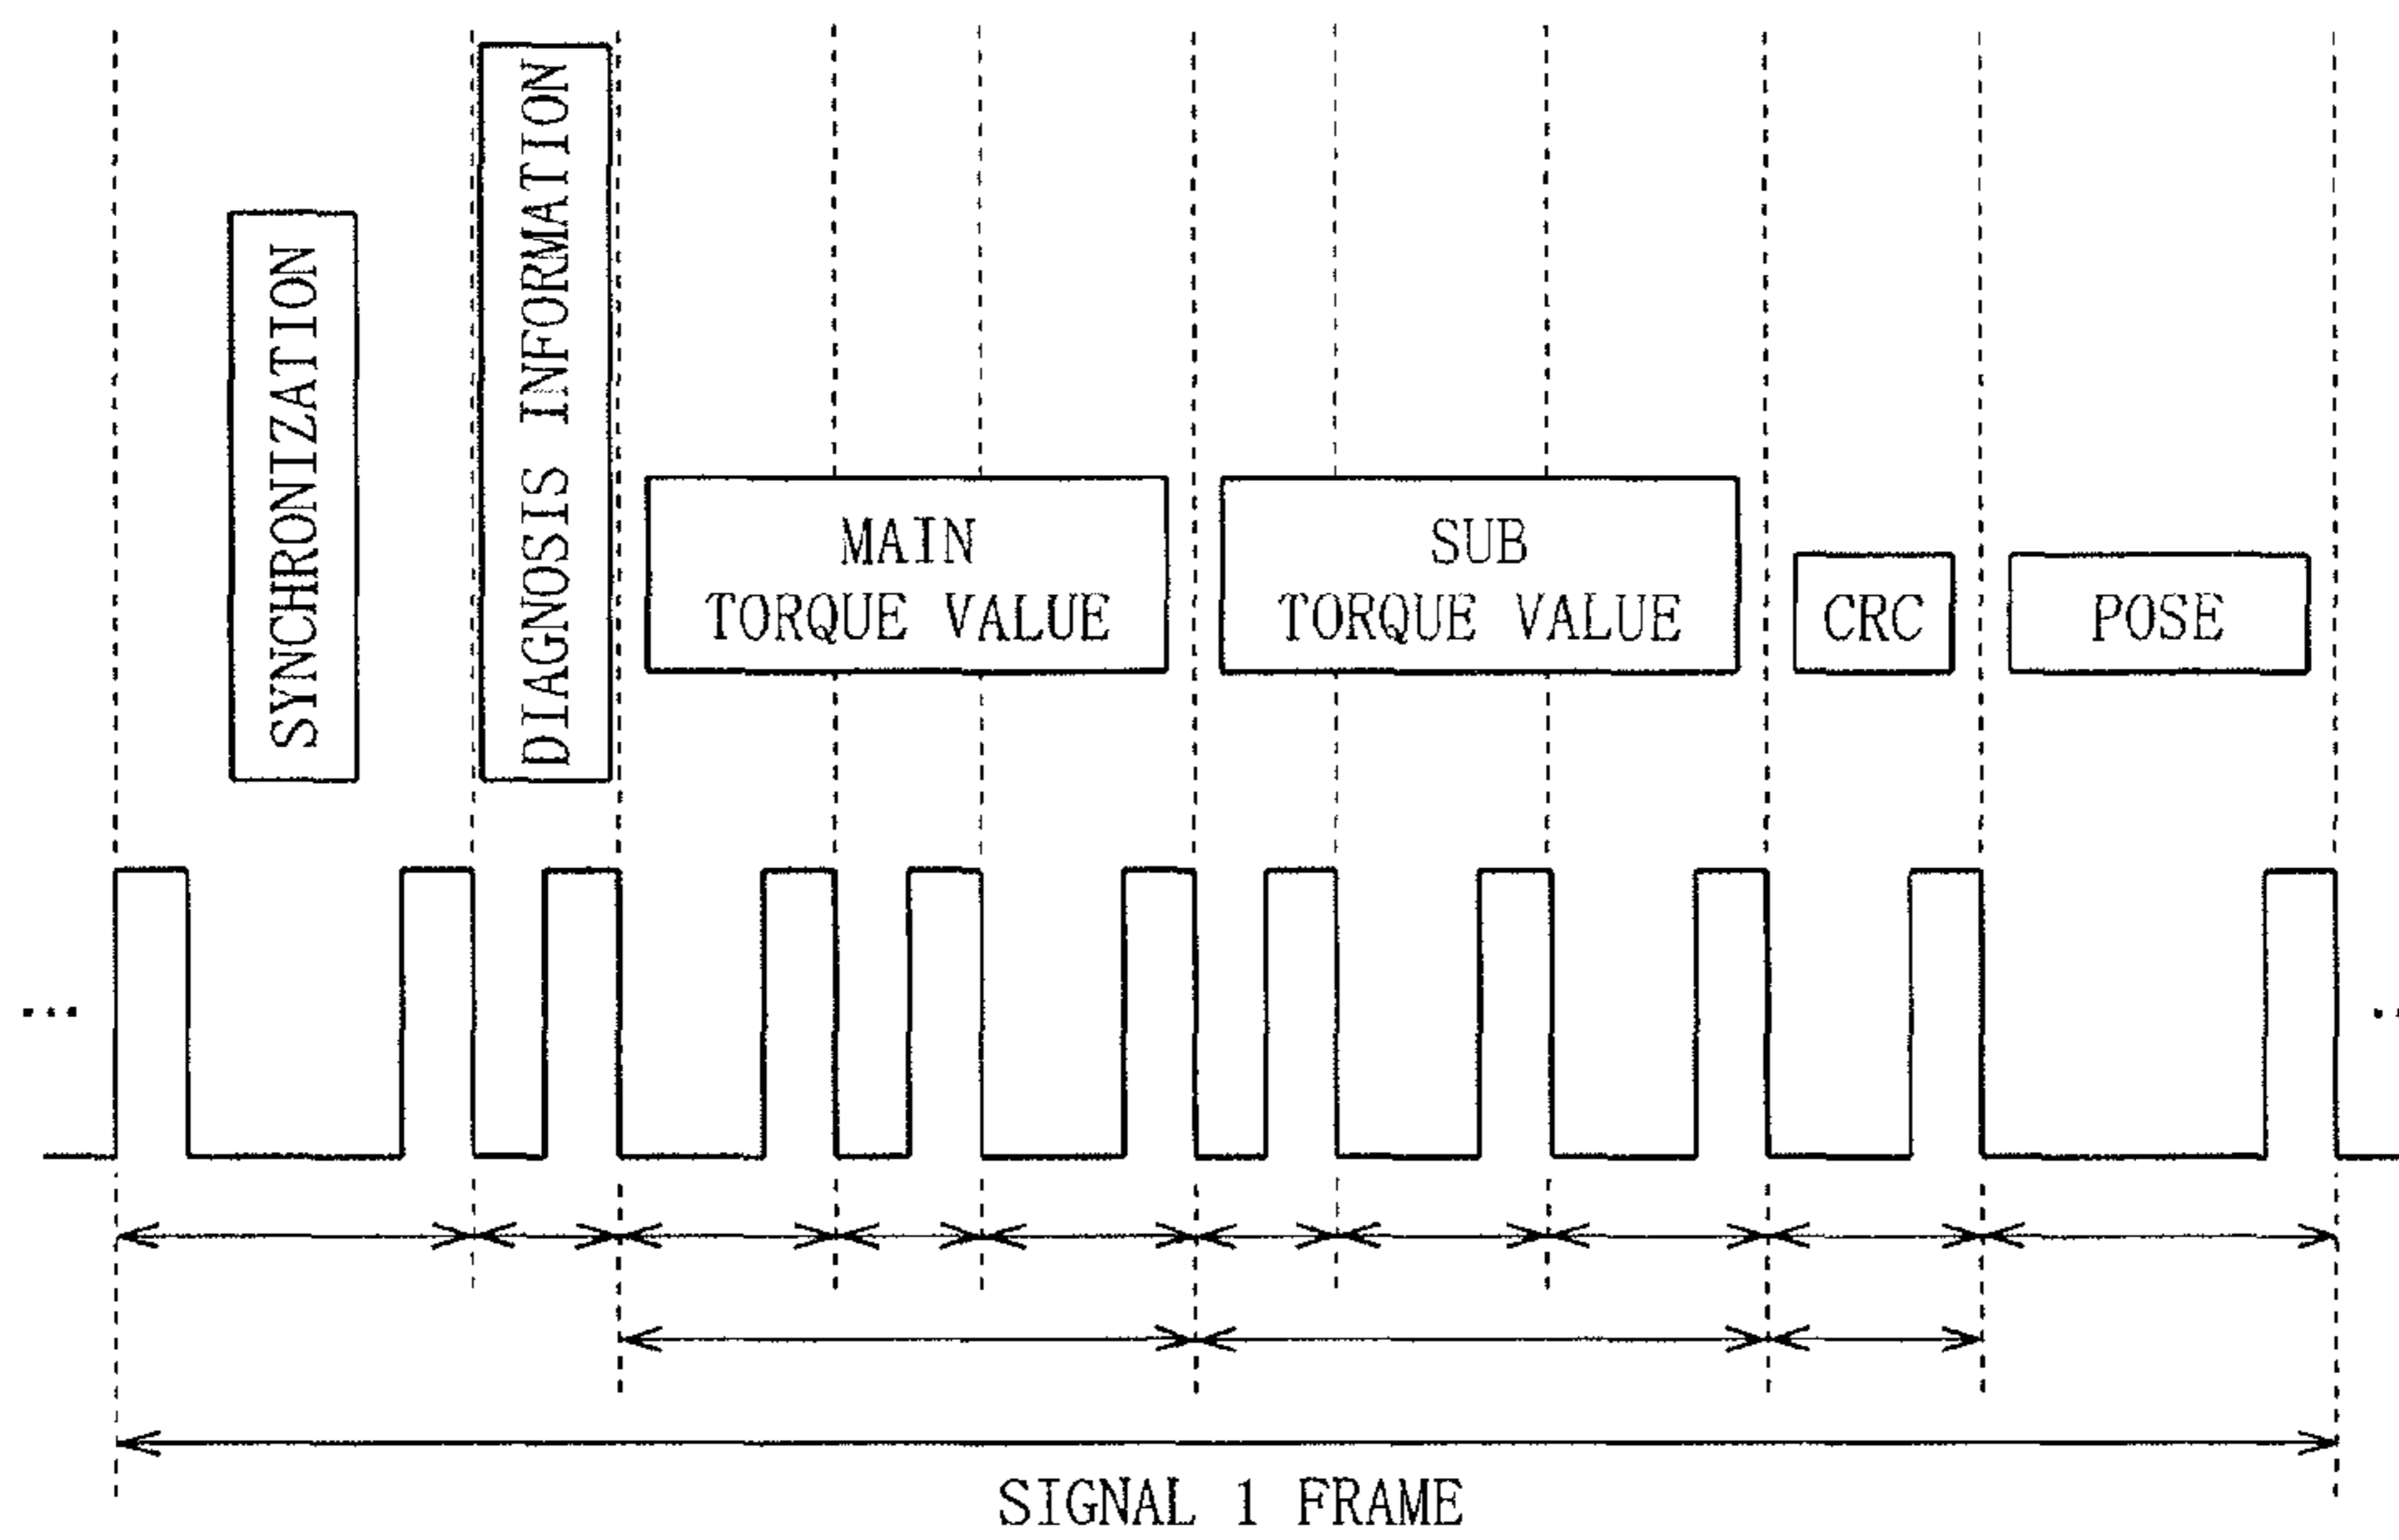 SYNCHRONIZATION
DIAGNOSIS INFORMATION
MAIN
TORQUE VALUE
SUB
TORQUE VALUE
CRC
POSE
...
SIGNAL 1 FRAME